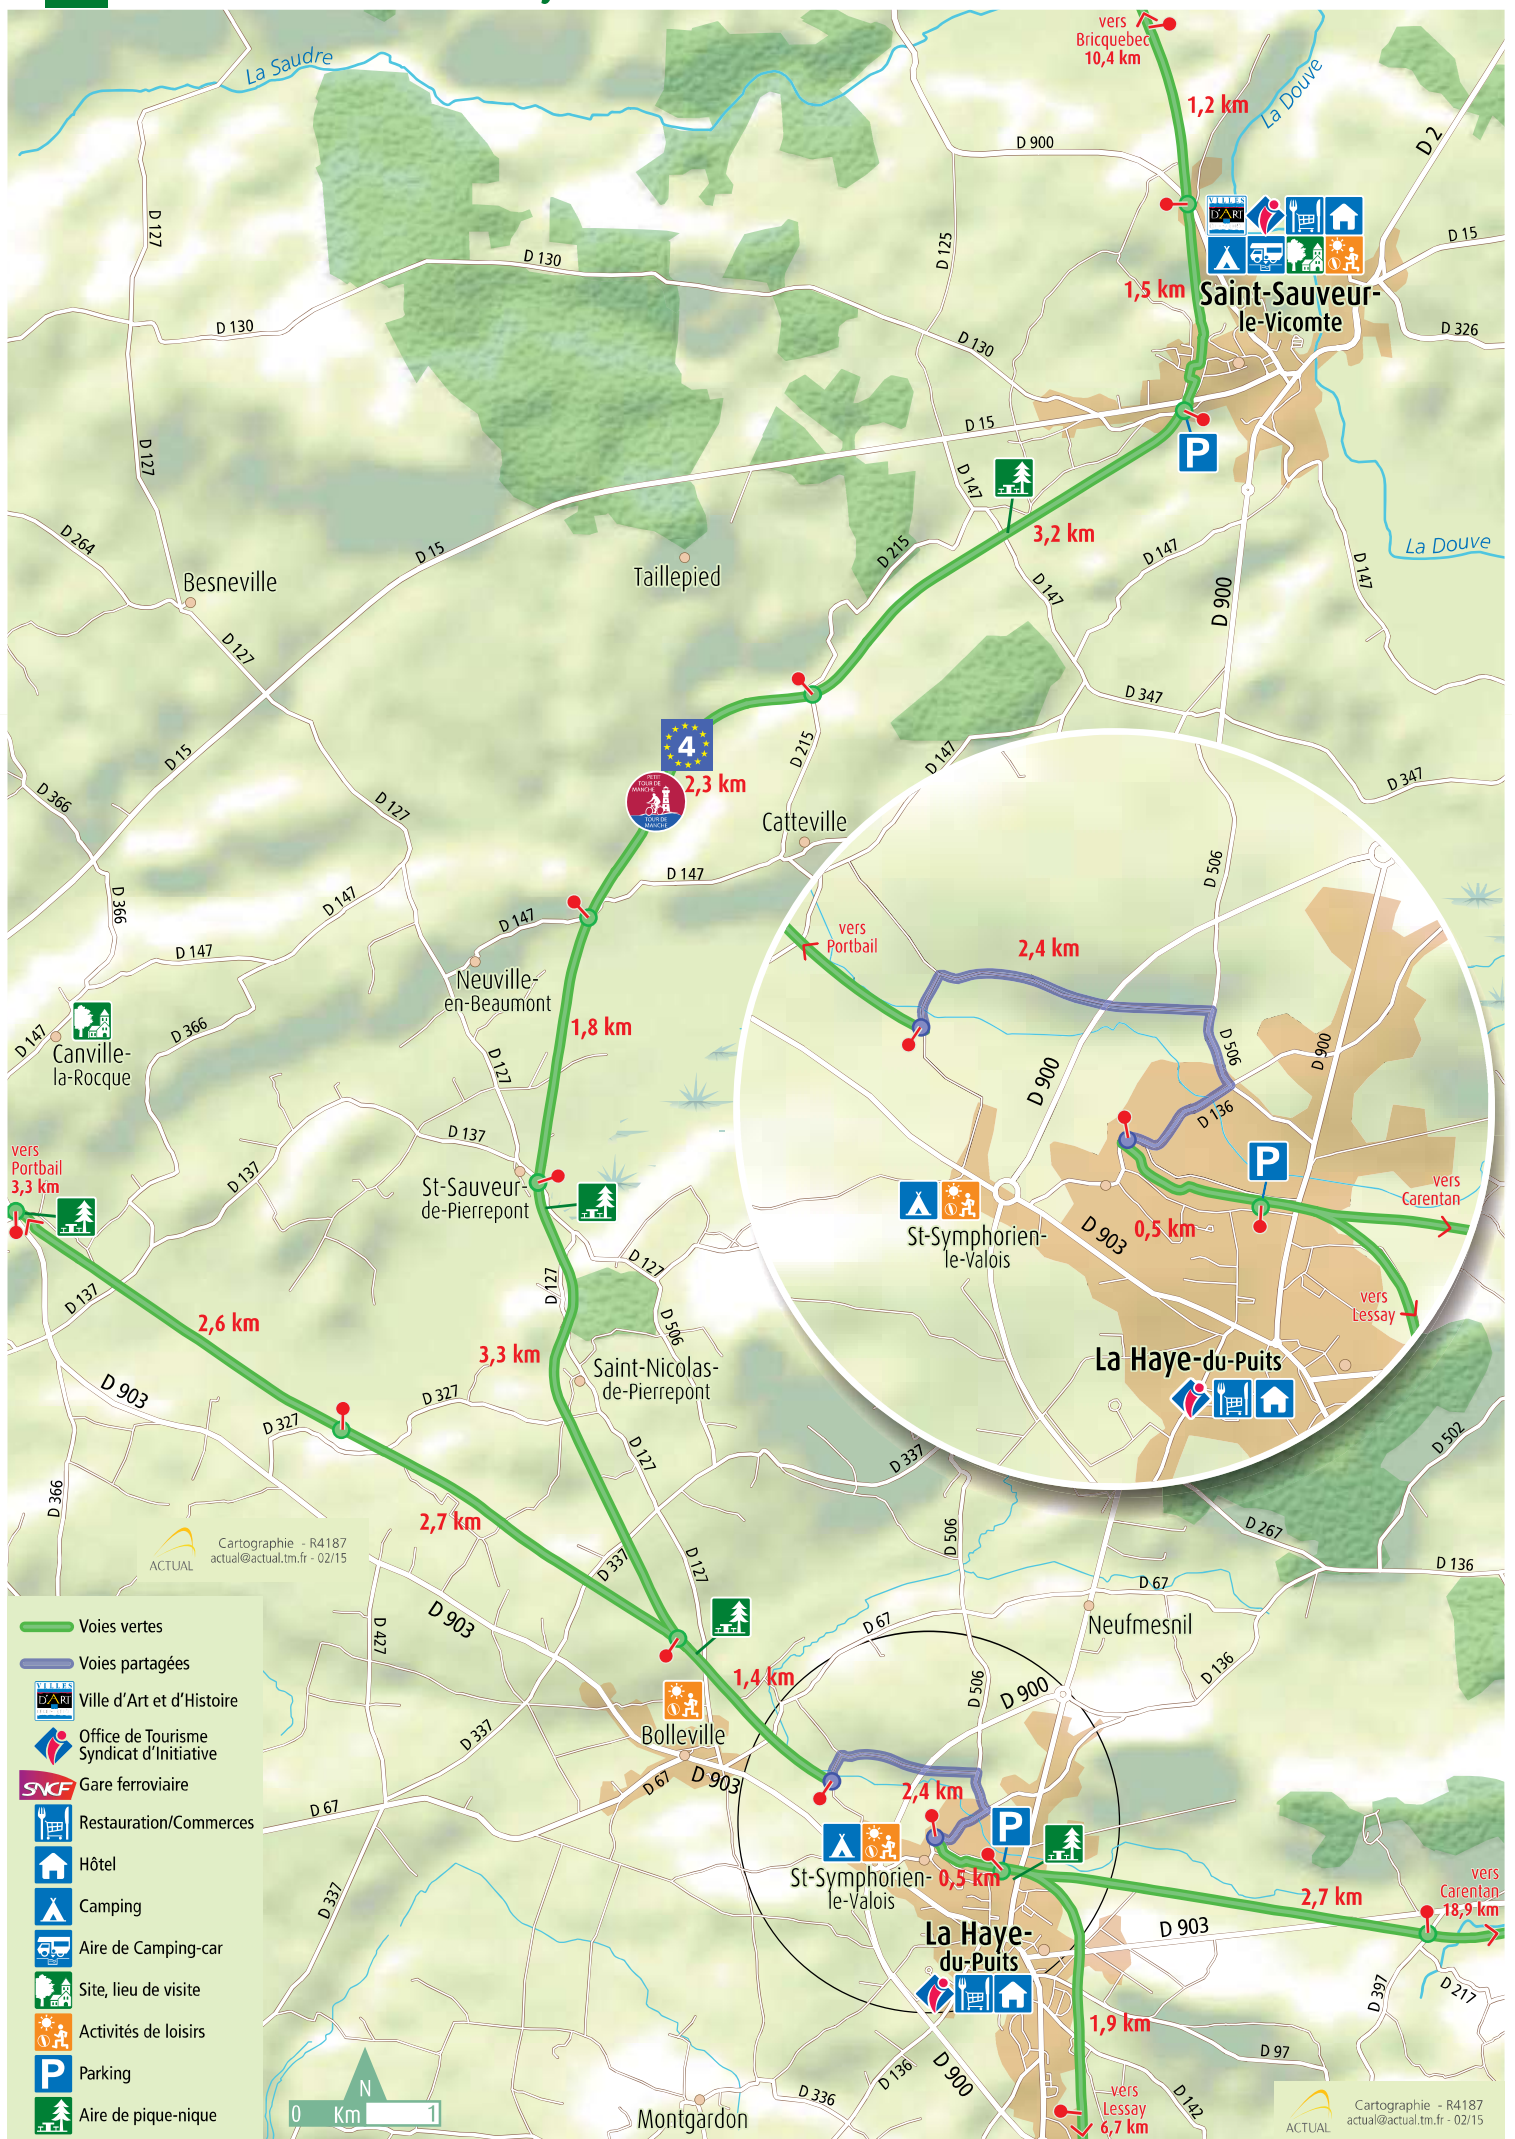 vers
Bricquebec
10,4 km
La Saudre
1,2 km
La Douve
D 2
D 900
D 127
VILLES
D'ART
D 125
D 15
D 130
1,5 km
Saint-Sauveur-
le-Vicomte
D 130
D 130
D 326
D 15
P
D 127
D 147
3,2 km
D 264
D 15
D 215
D 147
La Douve
Besneville
Taillepied
D 147
D 147
D 900
D 127
D 347
D 15
4
D 215
D 147
D 347
2,3 km
PETIT
TOUR DE
MANCHE
TOUR DE
MANCHE
D 366
D 127
Catteville
D 147
D 506
D 366
D 147
D 147
D 147
vers
Portbail
2,4 km
Neuville-
en-Beaumont
1,8 km
D 147
D 366
Canville-
la-Rocque
D 127
D 900
D 506
D 900
D 136
D 137
vers
Portbail
3,3 km
D 137
P
St-Sauveur-
de-Pierrepont
vers
Carentan
St-Symphorien-
le-Valois
D 903
0,5 km
D 127
D 127
D 137
2,6 km
D 506
vers
Lessay
3,3 km
Saint-Nicolas-
de-Pierrepont
La Haye-du-Puits
D 903
D 327
D 327
D 127
D 337
D 502
D 366
2,7 km
D 506
D 267
ACTUAL
Cartographie - R4187
actual@actual.tm.fr - 02/15
D 337
D 127
D 136
D 67
D 903
D 427
D 67
Neufmesnil
D 136
1,4 km
D 506
D 900
D 337
Bolleville
D 67
D 903
2,4 km
D 67
P
St-Symphorien-
le-Valois
0,5 km
D 337
2,7 km
vers
Carentan
18,9 km
La Haye-
du-Puits
D 903
D 397
D 217
1,9 km
D 97
D 136
D 900
D 336
D 142
Montgardon
vers
Lessay
6,7 km
Voies vertes
Voies partagées
VILLES
D'ART
Ville d'Art et d'Histoire
Office de Tourisme
Syndicat d'Initiative
SNCF
Gare ferroviaire
Restauration/Commerces
Hôtel
Camping
Aire de Camping-car
Site, lieu de visite
Activités de loisirs
P
Parking
Aire de pique-nique
N
0 Km 1
ACTUAL
Cartographie - R4187
actual@actual.tm.fr - 02/15